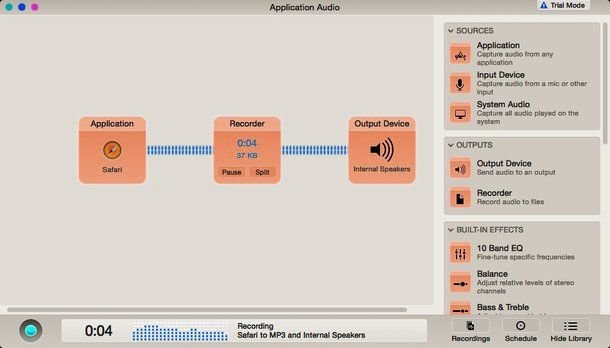 Application Audio
Trial Mode
Application
Safari
Recorder
0:04
37 KB
Pause Split
Output Device
Internal Speakers
SOURCES
Application
Capture audio from any
application
Input Device
Capture audio from a mic or other
input
System Audio
Capture all audio played on the
system
OUTPUTS
Output Device
Send audio to an output
Recorder
Record audio to files
BUILT-IN EFFECTS
10 Band EQ
Fine-tune specific frequencies
Balance
Adjust relative levels of stereo
channels
Bass & Treble
0:04
Recording
Safari to MP3 and Internal Speakers
Recordings
Schedule
Hide Library